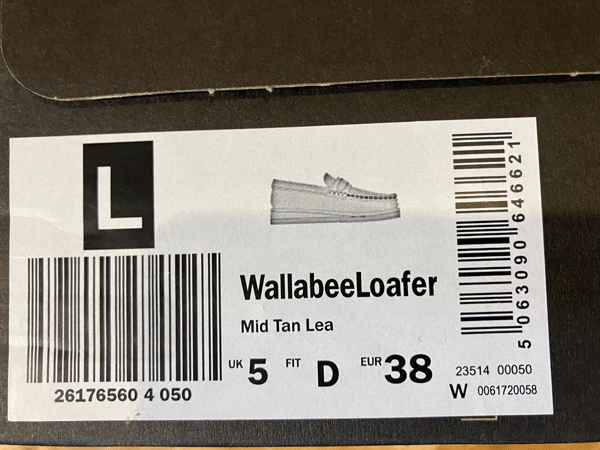 L
WallabeeLoafer
Mid Tan Lea
UK 5 FIT D EUR 38
26176560 4 050
5 063090 646621
23514 00050
W 0061720058